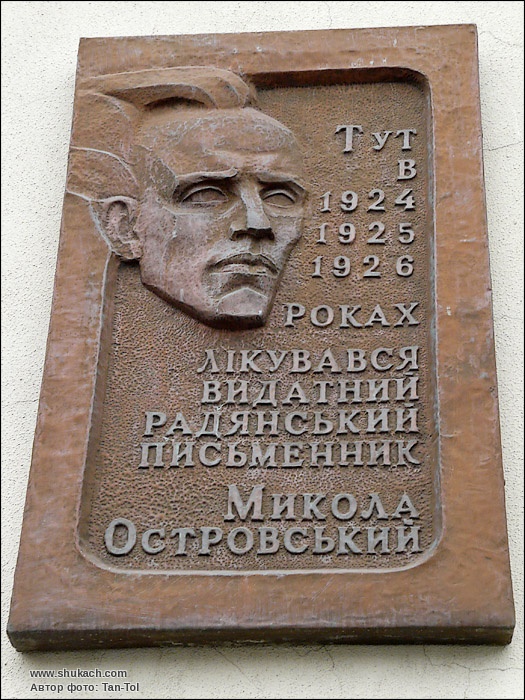 Тут
в
1924
1925
1926
роках
лікувався
видатний
радянський
письменник
Микола
Островський
www.shukach.com
Автор фото: Tan-Tol